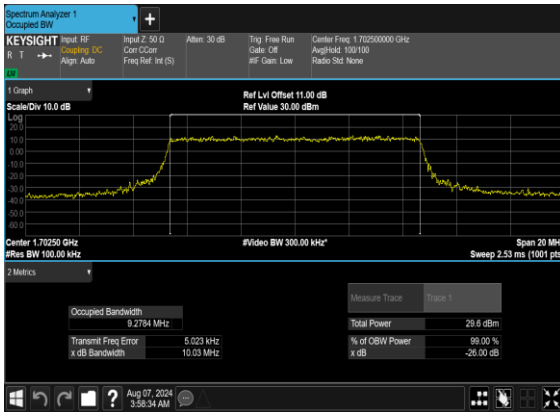 Spectrum Analyzer 1
Occupied BW
+
KEYSIGHT
R T
LXI
Input: RF
Coupling: DC
Align: Auto
Input Z: 50 Ω
Corr CCorr
Freq Ref: Int (S)
Atten: 30 dB
Trig: Free Run
Gate: Off
#IF Gain: Low
Center Freq: 1.702500000 GHz
Avg|Hold: 100/100
Radio Std: None
1 Graph
Scale/Div 10.0 dB
Ref Lvl Offset 11.00 dB
Ref Value 30.00 dBm
Log
20.0
10.0
0.00
-10.0
-20.0
-30.0
-40.0
-50.0
-60.0
Center 1.70250 GHz
#Res BW 100.00 kHz
#Video BW 300.00 kHz*
Span 20 MH
Sweep 2.53 ms (1001 pts
2 Metrics
Measure Trace
Trace 1
Occupied Bandwidth
9.2784 MHz
Total Power
29.6 dBm
Transmit Freq Error
5.023 kHz
% of OBW Power
99.00 %
x dB Bandwidth
10.03 MHz
x dB
-26.00 dB
?
Aug 07, 2024
3:58:34 AM